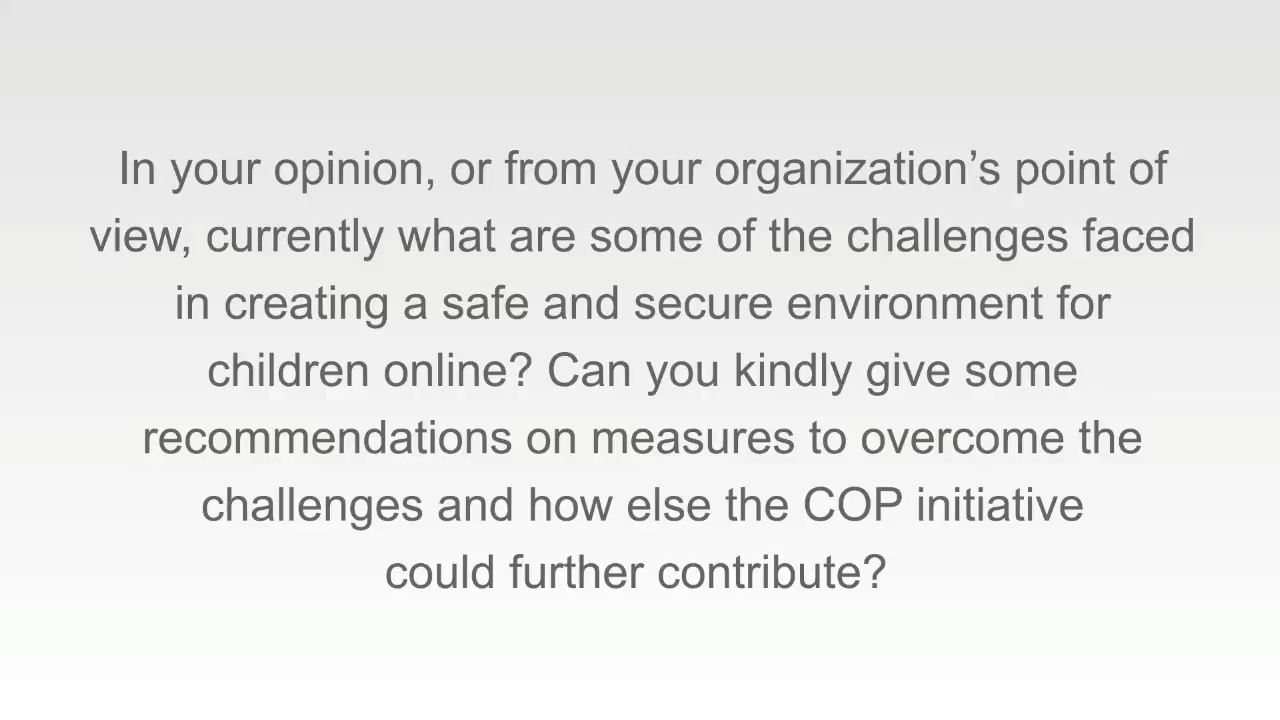 In your opinion, or from your organization’s point of
view, currently what are some of the challenges faced
in creating a safe and secure environment for
children online? Can you kindly give some
recommendations on measures to overcome the
challenges and how else the COP initiative
could further contribute?